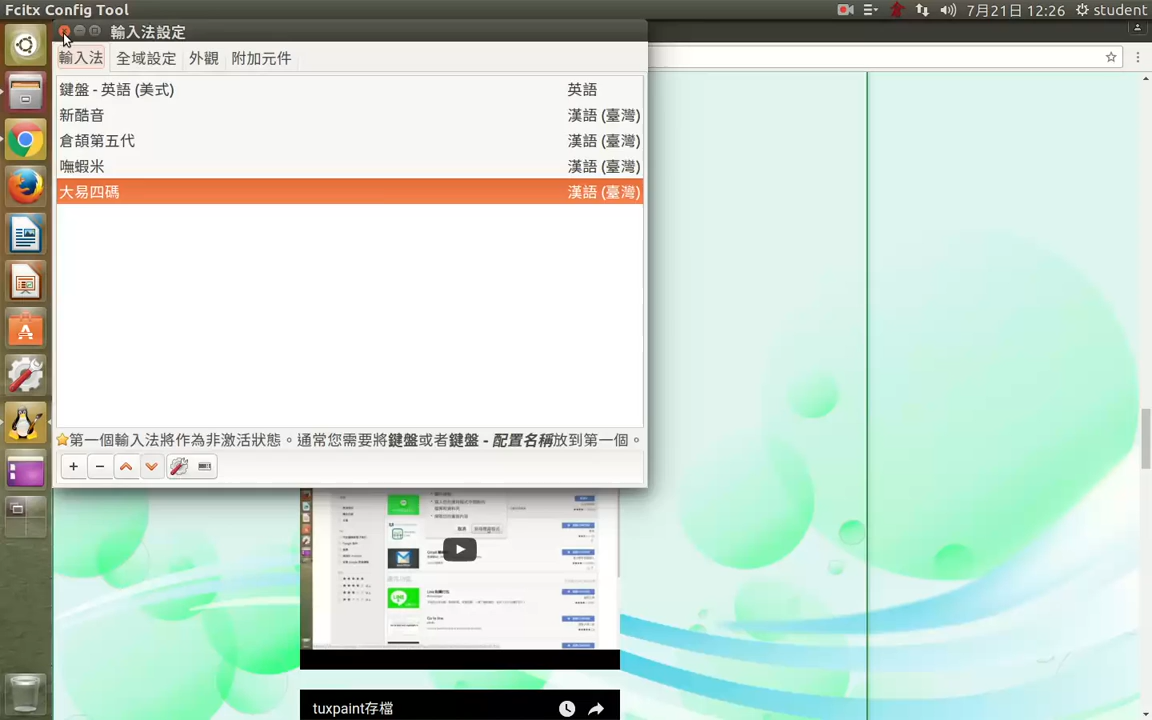 Fcitx Config Tool
7月21日 12:26
student
輸入法設定
輸入法 全域設定 外觀 附加元件
鍵盤 - 英語 (美式) 英語
新酷音 漢語 (臺灣)
倉頡第五代 漢語 (臺灣)
嘸蝦米 漢語 (臺灣)
大易四碼 漢語 (臺灣)
第一個輸入法將作為非激活狀態。通常您需要將鍵盤或者鍵盤 - 配置名稱放到第一個。
tuxpaint存檔